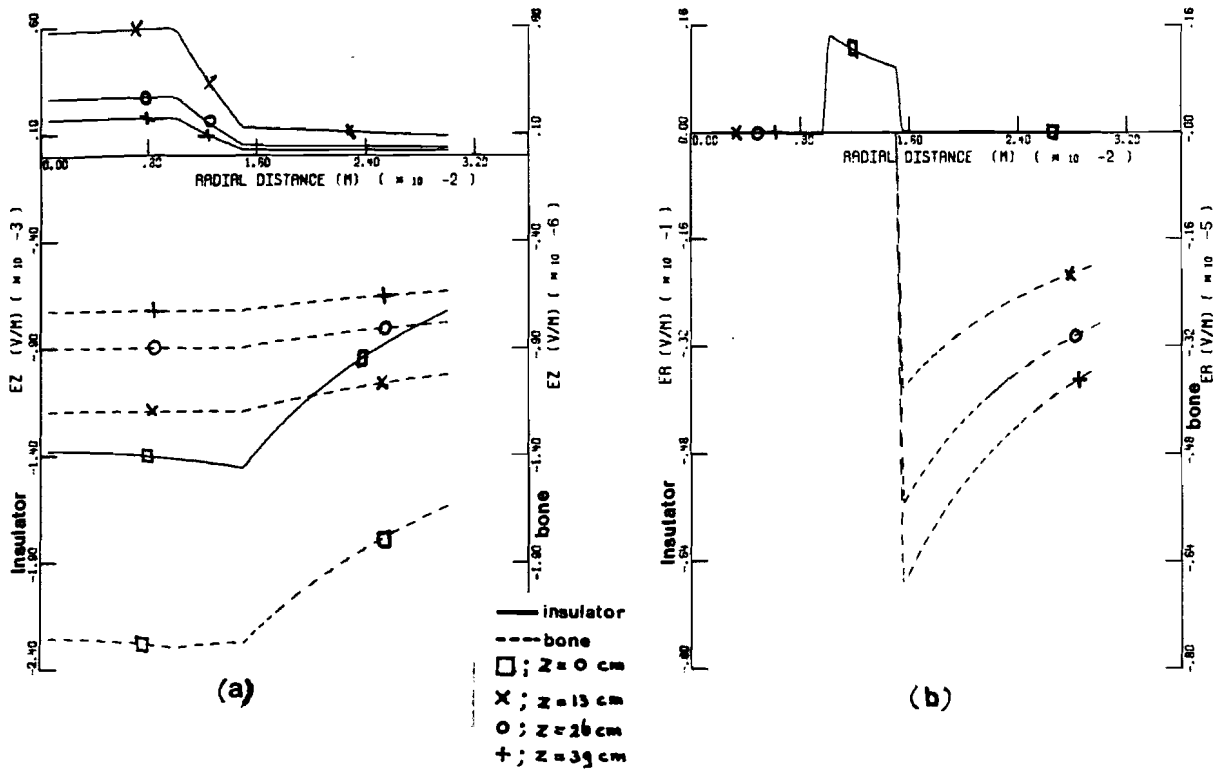 .60
.10
-.40
-.90
-1.40
-1.90
-2.40
EZ (V/M) ( * 10 -3 )
Insulator
0.00 .80 1.60 2.40 3.20
RADIAL DISTANCE (M) ( * 10 -2 )
.60
.10
-.40
-.90
-1.40
-1.90
EZ (V/M) ( * 10 -6 )
bone
(a)
insulator
bone
; z=0 cm
x ; z=13 cm
o ; z=26 cm
+ ; z=39 cm
.16
0.00
-.16
-.32
-.48
-.64
-.80
ER (V/M) ( * 10 -1 )
Insulator
0.00 .80 1.60 2.40 3.20
RADIAL DISTANCE (M) ( * 10 -2 )
.16
.00
-.16
-.32
-.48
-.64
-.80
ER (V/M) ( * 10 -5 )
bone
(b)